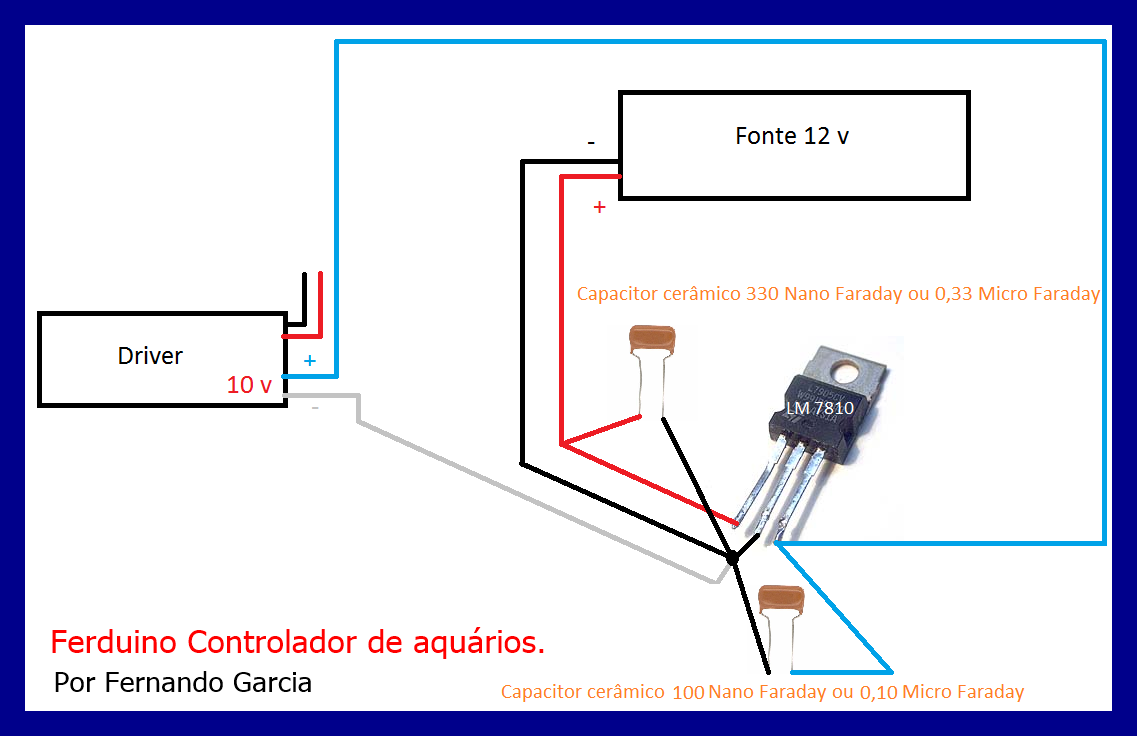 Fonte 12 v
-
+
Capacitor cerâmico 330 Nano Faraday ou 0,33 Micro Faraday
Driver
+
10 v
-
LM 7810
Ferduino Controlador de aquários.
Por Fernando Garcia
Capacitor cerâmico 100 Nano Faraday ou 0,10 Micro Faraday